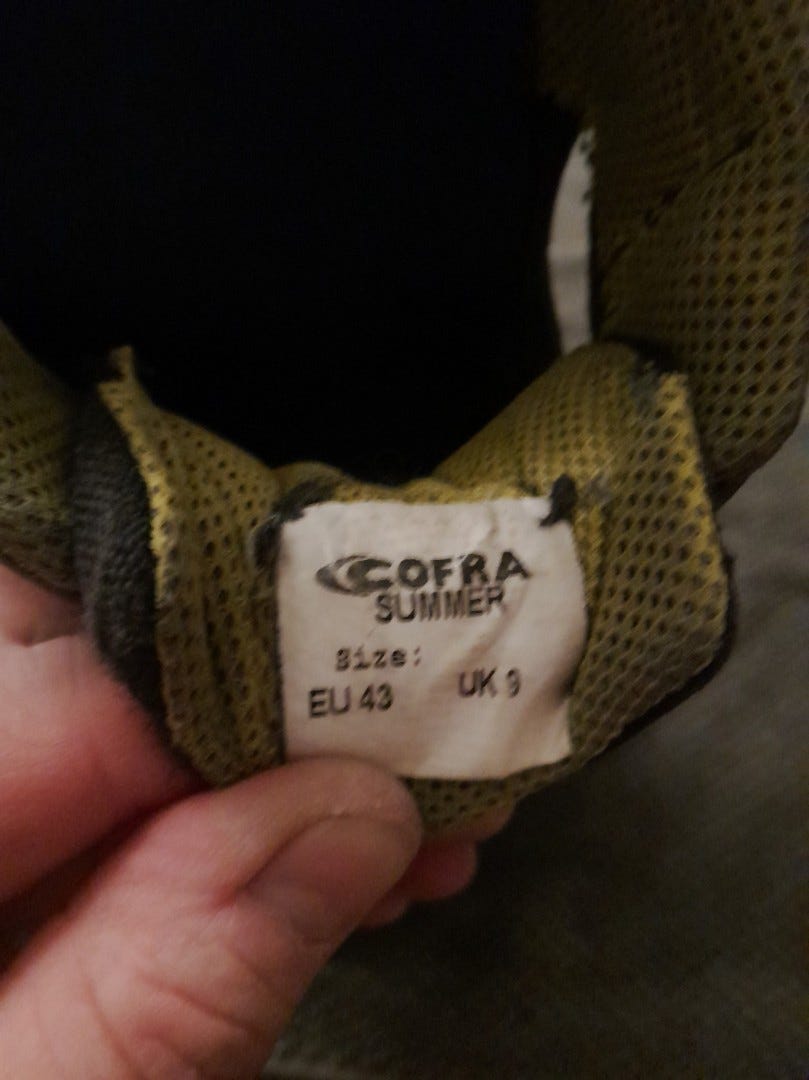 COFRA
SUMMER
Size:
EU 43 UK 9